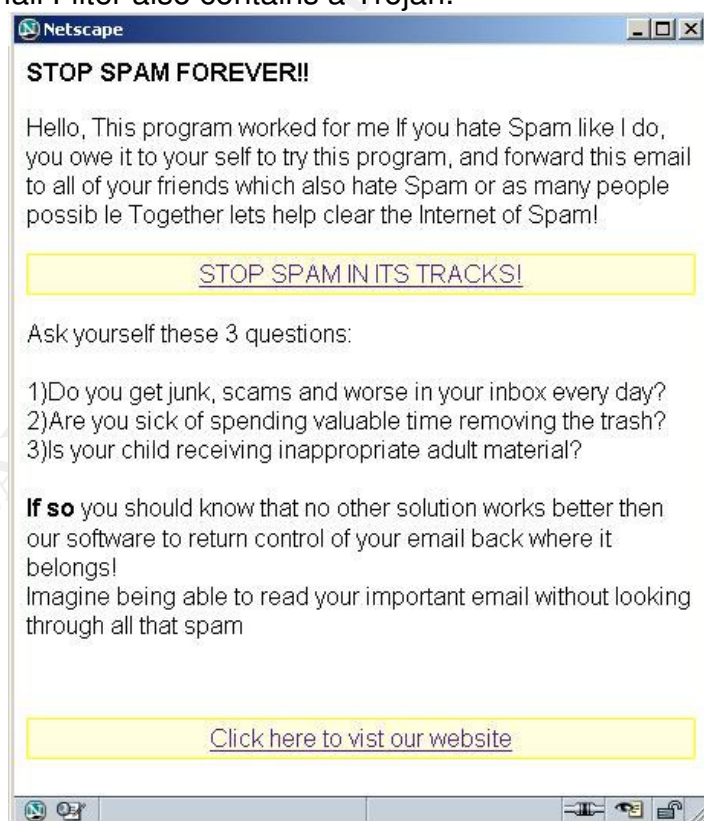 also contains a Trojan.
Netscape
STOP SPAM FOREVER!!
Hello, This program worked for me If you hate Spam like I do,
you owe it to your self to try this program, and forward this email
to all of your friends which also hate Spam or as many people
possib le Together lets help clear the Internet of Spam!
STOP SPAM IN ITS TRACKS!
Ask yourself these 3 questions:
1)Do you get junk, scams and worse in your inbox every day?
2)Are you sick of spending valuable time removing the trash?
3)Is your child receiving inappropriate adult material?
If so you should know that no other solution works better then
our software to return control of your email back where it
belongs!
Imagine being able to read your important email without looking
through all that spam
Click here to vist our website